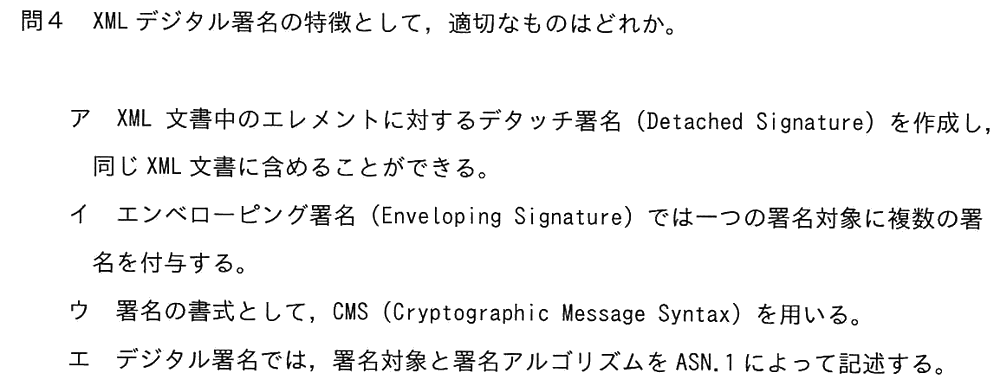 問４　XML デジタル署名の特徴として，適切なものはどれか。
ア　XML 文書中のエレメントに対するデタッチ署名（Detached Signature）を作成し，
同じ XML 文書に含めることができる。
イ　エンベローピング署名（Enveloping Signature）では一つの署名対象に複数の署
名を付与する。
ウ　署名の書式として，CMS（Cryptographic Message Syntax）を用いる。
エ　デジタル署名では，署名対象と署名アルゴリズムを ASN.1 によって記述する。